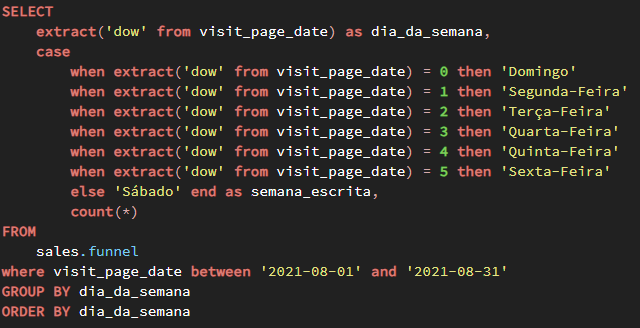 SELECT
extract('dow' from visit_page_date) as dia_da_semana,
case
when extract('dow' from visit_page_date) = 0 then 'Domingo'
when extract('dow' from visit_page_date) = 1 then 'Segunda-Feira'
when extract('dow' from visit_page_date) = 2 then 'Terça-Feira'
when extract('dow' from visit_page_date) = 3 then 'Quarta-Feira'
when extract('dow' from visit_page_date) = 4 then 'Quinta-Feira'
when extract('dow' from visit_page_date) = 5 then 'Sexta-Feira'
else 'Sábado' end as semana_escrita,
count(*)
FROM
sales.funnel
where visit_page_date between '2021-08-01' and '2021-08-31'
GROUP BY dia_da_semana
ORDER BY dia_da_semana